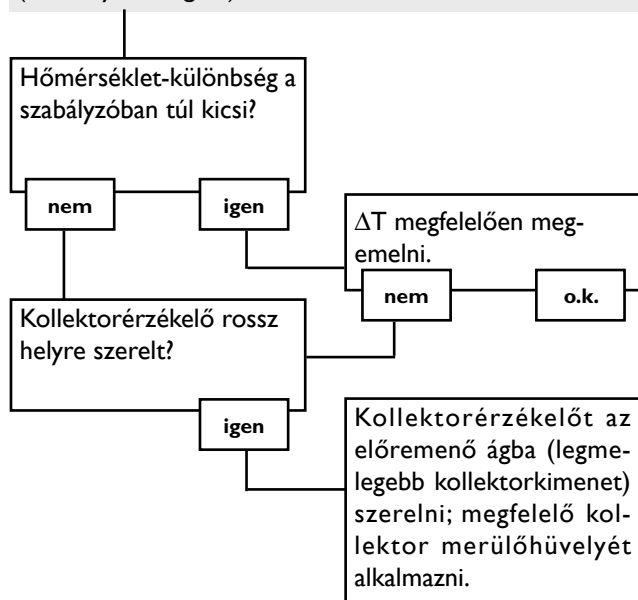 Hőmérséklet-különbség a
szabályzóban túl kicsi?
nem
igen
ΔT megfelelően meg-
emelni.
nem
o.k.
Kollektorérzékelő rossz
helyre szerelt?
igen
Kollektorérzékelőt az
előremenő ágba (legme-
legebb kollektorkimenet)
szerelni; megfelelő kol-
lektor merülőhüvelyét
alkalmazni.